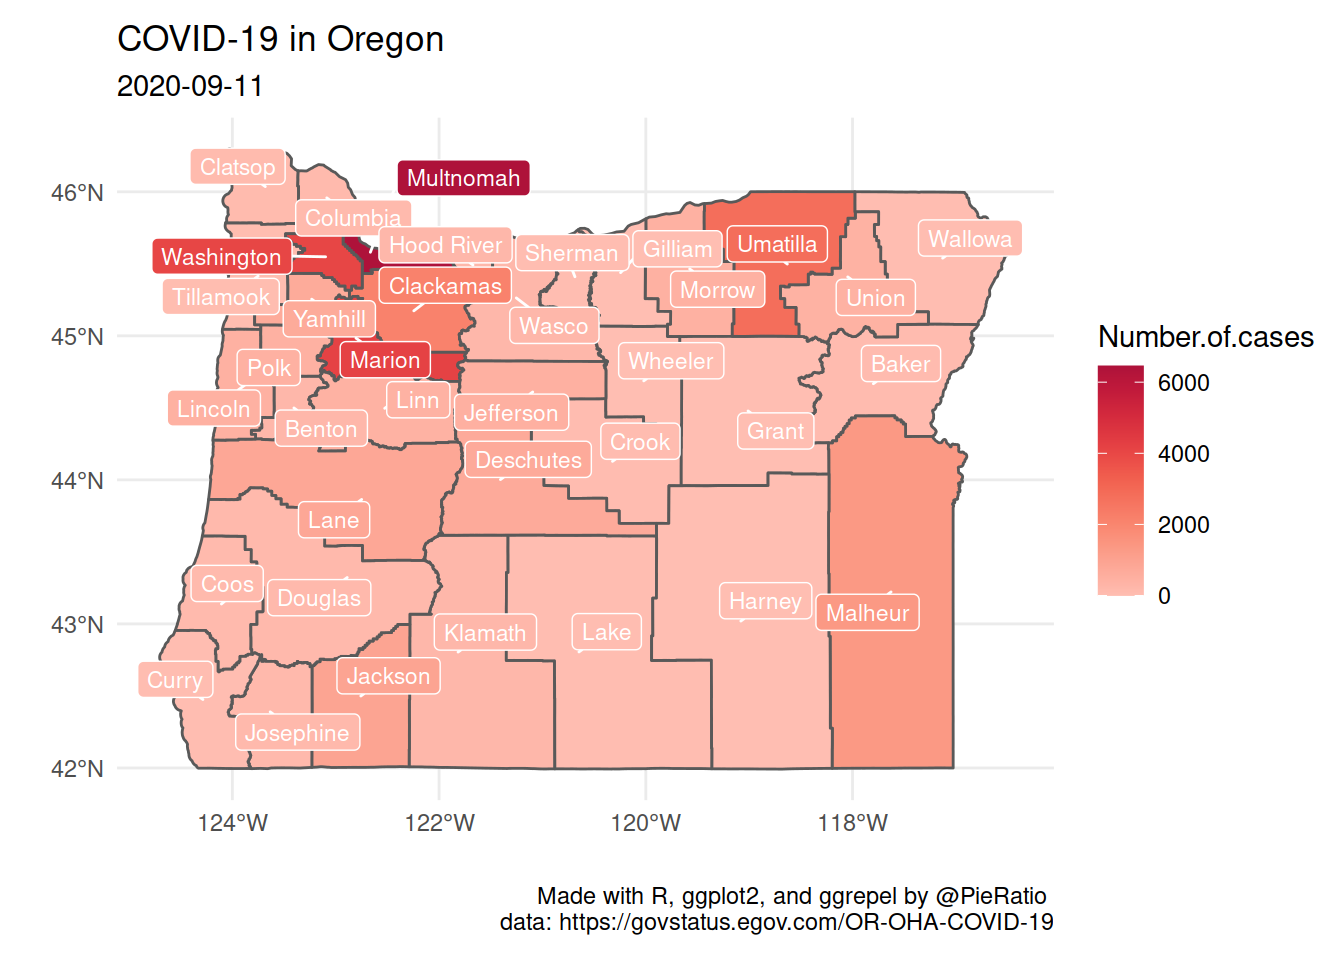 COVID-19 in Oregon
2020-09-11
Clatsop
Multnomah
46°N
Columbia
Washington
Hood River
Sherman
Gilliam
Umatilla
Wallowa
Tillamook
Clackamas
Morrow
Union
Yamhill
Wasco
45°N
Marion
Wheeler
Baker
Polk
Lincoln
Linn
Jefferson
Benton
Crook
Grant
Deschutes
44°N
Lane
Coos
Douglas
Harney
Malheur
43°N
Klamath
Lake
Curry
Jackson
Josephine
42°N
124°W
122°W
120°W
118°W
Number.of.cases
6000
4000
2000
0
Made with R, ggplot2, and ggrepel by @PieRatio
data: https://govstatus.egov.com/OR-OHA-COVID-19